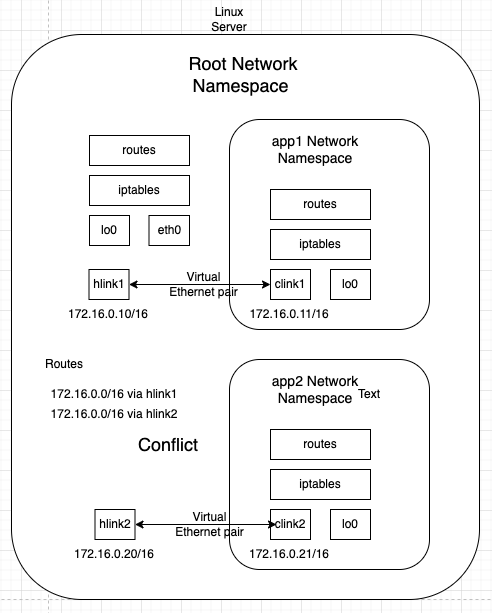 Linux
Server
Root Network
Namespace
routes
iptables
lo0
eth0
hlink1
172.16.0.10/16
Virtual
Ethernet pair
app1 Network
Namespace
routes
iptables
clink1
lo0
172.16.0.11/16
Routes
172.16.0.0/16 via hlink1
172.16.0.0/16 via hlink2
Conflict
app2 Network
Namespace
Text
routes
iptables
clink2
lo0
172.16.0.21/16
Virtual
Ethernet pair
hlink2
172.16.0.20/16